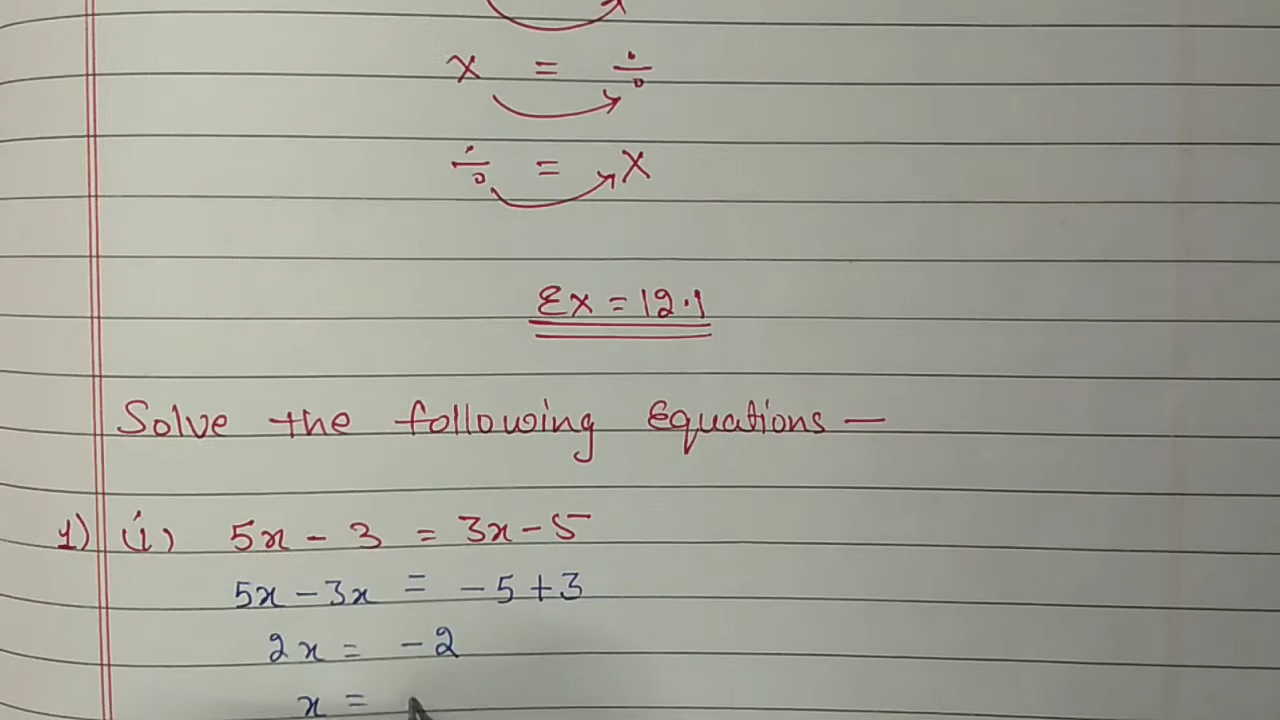 × = ÷
÷ = ×
Ex = 12.1
Solve the following Equations —
1) (i) 5x - 3 = 3x - 5
5x - 3x = - 5 + 3
2x = - 2
x =